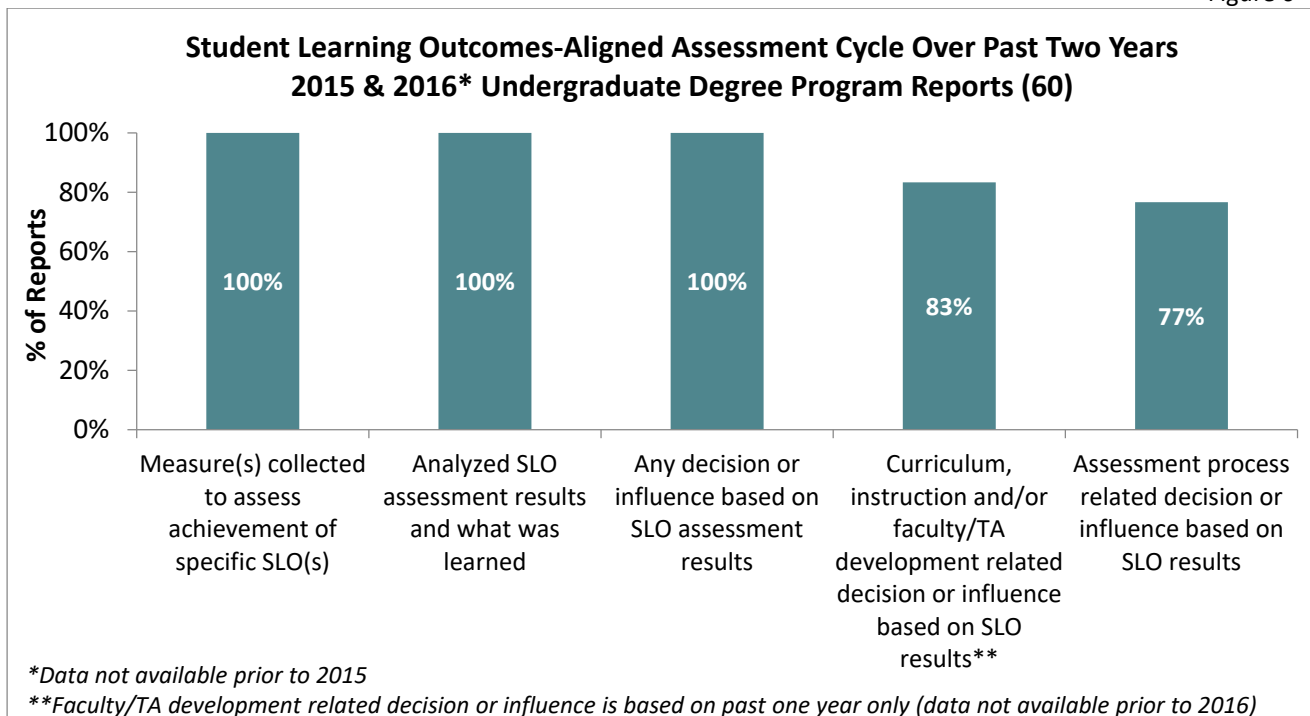 Student Learning Outcomes-Aligned Assessment Cycle Over Past Two Years
2015 & 2016* Undergraduate Degree Program Reports (60)
% of Reports
100%
80%
60%
40%
20%
0%
100%
100%
100%
83%
77%
Measure(s) collected
to assess
achievement of
specific SLO(s)
Analyzed SLO
assessment results
and what was
learned
Any decision or
influence based on
SLO assessment
results
Curriculum,
instruction and/or
faculty/TA
development related
decision or influence
based on SLO
results**
Assessment process
related decision or
influence based on
SLO results
*Data not available prior to 2015
**Faculty/TA development related decision or influence is based on past one year only (data not available prior to 2016)